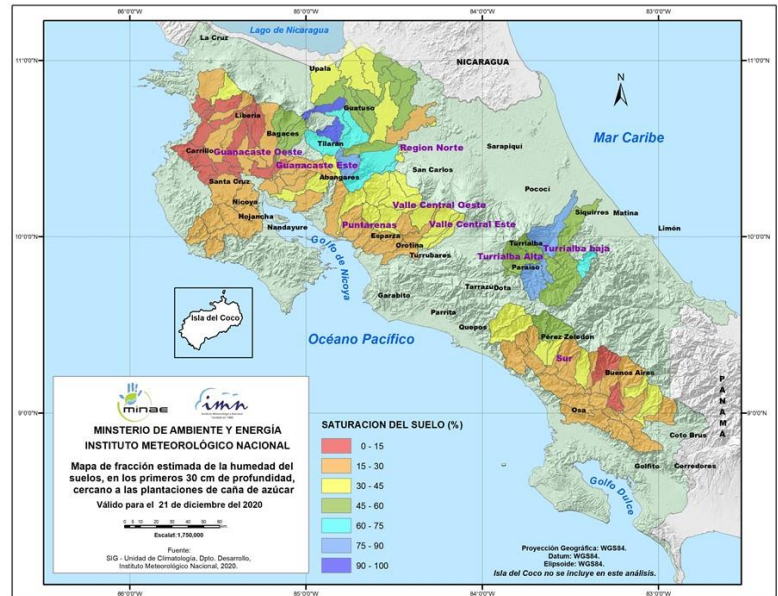 86°0'0"W
85°0'0"W
84°0'0"W
83°0'0"W
11°0'0"N
10°0'0"N
9°0'0"N
11°0'0"N
10°0'0"N
9°0'0"N
La Cruz
Lago de Nicaragua
Upala
NICARAGUA
N
Guatuso
Liberia
Bagaces
Mar Caribe
Carrillo
Guanacaste Oeste
Tilarán
Region Norte
Sarapiquí
Guanacaste Este
Abangares
San Carlos
Santa Cruz
Pococí
Nicoya
Valle Central Oeste
Siquirres
Matina
Hojancha
Nandayure
Puntarenas
Valle Central Este
Limón
Esparza
Golfo de Nicoya
Orotina
Turrubares
Turrialba
Turrialba baja
Turrialba Alta
Paraíso
Tarrazú
Dota
Garabito
Isla del Coco
Parrita
Quepos
Océano Pacífico
Pérez Zeledón
Sur
Buenos Aires
PANAMA
Osa
Coto Brus
Golfito
Corredores
Golfo Dulce
minae
imn
Instituto Meteorológico Nacional
MINSTERIO DE AMBIENTE Y ENERGÍA
INSTITUTO METEOROLÓGICO NACIONAL
Mapa de fracción estimada de la humedad del
suelos, en los primeros 30 cm de profundidad,
cercano a las plantaciones de caña de azúcar
Válido para el 21 de diciembre del 2020
Escalat:1,750,000
Fuente:
SIG - Unidad de Climatología, Dpto. Desarrollo,
Instituto Meteorológico Nacional, 2020.
SATURACION DEL SUELO (%)
0 - 15
15 - 30
30 - 45
45 - 60
60 - 75
75 - 90
90 - 100
Proyección Geográfica: WGS84.
Datum: WGS84.
Elipsoide: WGS84.
Isla del Coco no se incluye en este análisis.
86°0'0"W
85°0'0"W
84°0'0"W
83°0'0"W